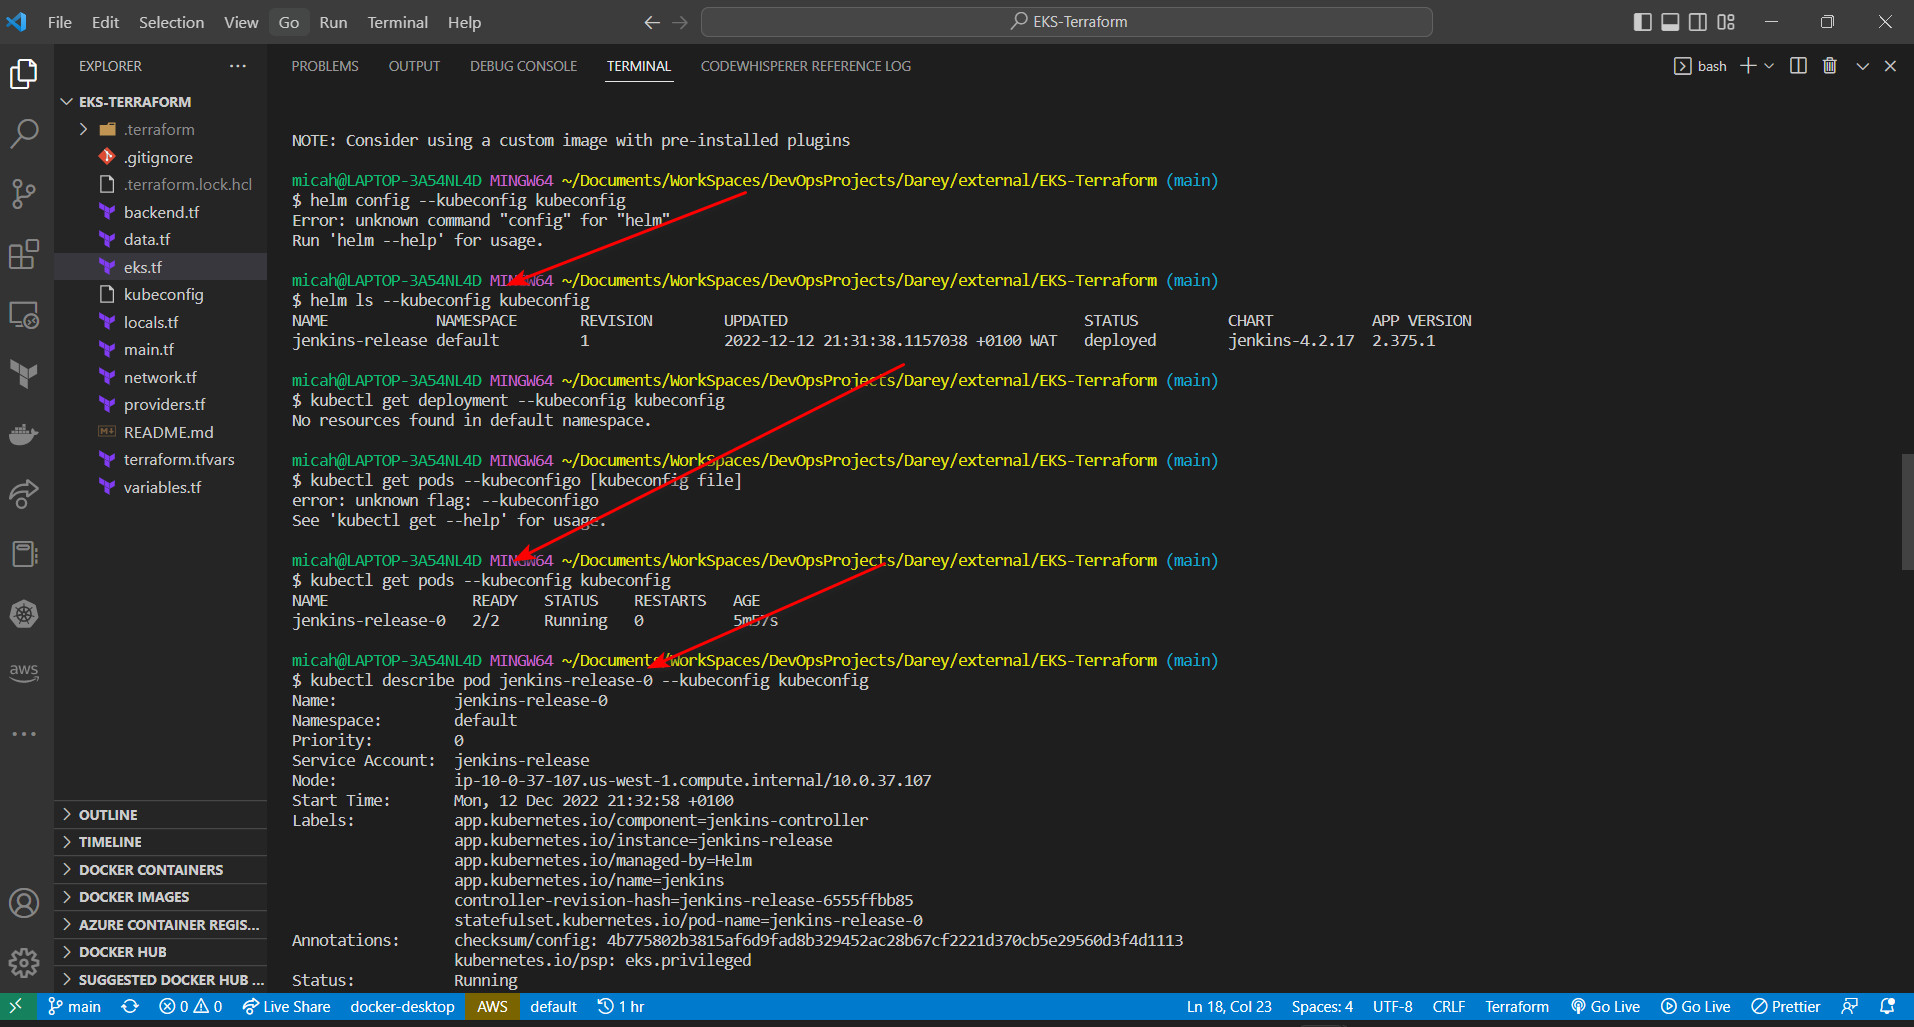 File Edit Selection View Go Run Terminal Help
EKS-Terraform
EXPLORER
PROBLEMS OUTPUT DEBUG CONSOLE TERMINAL CODEWHISPERER REFERENCE LOG
bash
EKS-TERRAFORM
.terraform
.gitignore
.terraform.lock.hcl
backend.tf
data.tf
eks.tf
kubeconfig
locals.tf
main.tf
network.tf
providers.tf
README.md
terraform.tfvars
variables.tf
OUTLINE
TIMELINE
DOCKER CONTAINERS
DOCKER IMAGES
AZURE CONTAINER REGIS...
DOCKER HUB
SUGGESTED DOCKER HUB ...
aws
NOTE: Consider using a custom image with pre-installed plugins
micah@LAPTOP-3A54NL4D MINGW64 ~/Documents/WorkSpaces/DevOpsProjects/Darey/external/EKS-Terraform (main)
$ helm config --kubeconfig kubeconfig
Error: unknown command "config" for "helm"
Run 'helm --help' for usage.
micah@LAPTOP-3A54NL4D MINGW64 ~/Documents/WorkSpaces/DevOpsProjects/Darey/external/EKS-Terraform (main)
$ helm ls --kubeconfig kubeconfig
NAME NAMESPACE REVISION UPDATED STATUS CHART APP VERSION
jenkins-release default 1 2022-12-12 21:31:38.1157038 +0100 WAT deployed jenkins-4.2.17 2.375.1
micah@LAPTOP-3A54NL4D MINGW64 ~/Documents/WorkSpaces/DevOpsProjects/Darey/external/EKS-Terraform (main)
$ kubectl get deployment --kubeconfig kubeconfig
No resources found in default namespace.
micah@LAPTOP-3A54NL4D MINGW64 ~/Documents/WorkSpaces/DevOpsProjects/Darey/external/EKS-Terraform (main)
$ kubectl get pods --kubeconfigo [kubeconfig file]
error: unknown flag: --kubeconfigo
See 'kubectl get --help' for usage.
micah@LAPTOP-3A54NL4D MINGW64 ~/Documents/WorkSpaces/DevOpsProjects/Darey/external/EKS-Terraform (main)
$ kubectl get pods --kubeconfig kubeconfig
NAME READY STATUS RESTARTS AGE
jenkins-release-0 2/2 Running 0 5m57s
micah@LAPTOP-3A54NL4D MINGW64 ~/Documents/WorkSpaces/DevOpsProjects/Darey/external/EKS-Terraform (main)
$ kubectl describe pod jenkins-release-0 --kubeconfig kubeconfig
Name: jenkins-release-0
Namespace: default
Priority: 0
Service Account: jenkins-release
Node: ip-10-0-37-107.us-west-1.compute.internal/10.0.37.107
Start Time: Mon, 12 Dec 2022 21:32:58 +0100
Labels: app.kubernetes.io/component=jenkins-controller
app.kubernetes.io/instance=jenkins-release
app.kubernetes.io/managed-by=Helm
app.kubernetes.io/name=jenkins
controller-revision-hash=jenkins-release-6555ffbb85
statefulset.kubernetes.io/pod-name=jenkins-release-0
Annotations: checksum/config: 4b775802b3815af6d9fad8b329452ac28b67cf2221d370cb5e29560d3f4d1113
kubernetes.io/psp: eks.privileged
Status: Running
main 0 0 Live Share docker-desktop AWS default 1 hr Ln 18, Col 23 Spaces: 4 UTF-8 CRLF Terraform Go Live Go Live Prettier